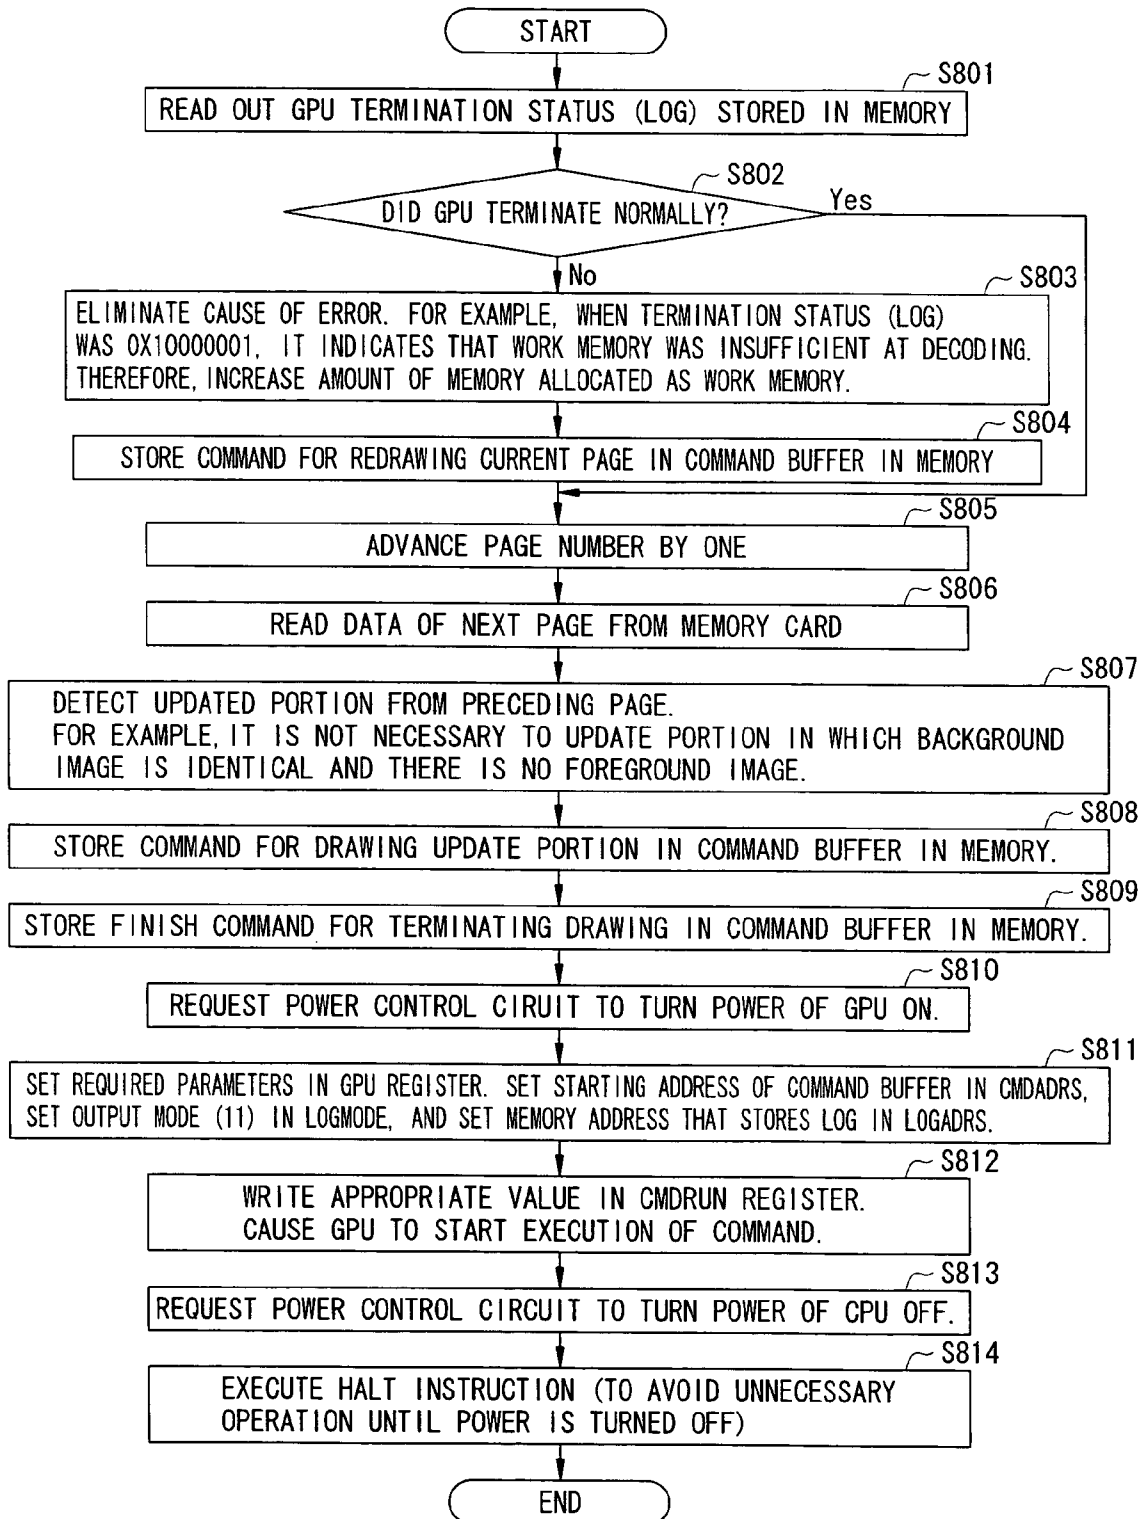 START
S801
READ OUT GPU TERMINATION STATUS (LOG) STORED IN MEMORY
S802
DID GPU TERMINATE NORMALLY?
Yes
No
S803
ELIMINATE CAUSE OF ERROR. FOR EXAMPLE, WHEN TERMINATION STATUS (LOG)
WAS 0X10000001, IT INDICATES THAT WORK MEMORY WAS INSUFFICIENT AT DECODING.
THEREFORE, INCREASE AMOUNT OF MEMORY ALLOCATED AS WORK MEMORY.
S804
STORE COMMAND FOR REDRAWING CURRENT PAGE IN COMMAND BUFFER IN MEMORY
S805
ADVANCE PAGE NUMBER BY ONE
S806
READ DATA OF NEXT PAGE FROM MEMORY CARD
S807
DETECT UPDATED PORTION FROM PRECEDING PAGE.
FOR EXAMPLE, IT IS NOT NECESSARY TO UPDATE PORTION IN WHICH BACKGROUND
IMAGE IS IDENTICAL AND THERE IS NO FOREGROUND IMAGE.
S808
STORE COMMAND FOR DRAWING UPDATE PORTION IN COMMAND BUFFER IN MEMORY.
S809
STORE FINISH COMMAND FOR TERMINATING DRAWING IN COMMAND BUFFER IN MEMORY.
S810
REQUEST POWER CONTROL CIRUIT TO TURN POWER OF GPU ON.
S811
SET REQUIRED PARAMETERS IN GPU REGISTER. SET STARTING ADDRESS OF COMMAND BUFFER IN CMDADRS,
SET OUTPUT MODE (11) IN LOGMODE, AND SET MEMORY ADDRESS THAT STORES LOG IN LOGADRS.
S812
WRITE APPROPRIATE VALUE IN CMDRUN REGISTER.
CAUSE GPU TO START EXECUTION OF COMMAND.
S813
REQUEST POWER CONTROL CIRCUIT TO TURN POWER OF CPU OFF.
S814
EXECUTE HALT INSTRUCTION (TO AVOID UNNECESSARY
OPERATION UNTIL POWER IS TURNED OFF)
END